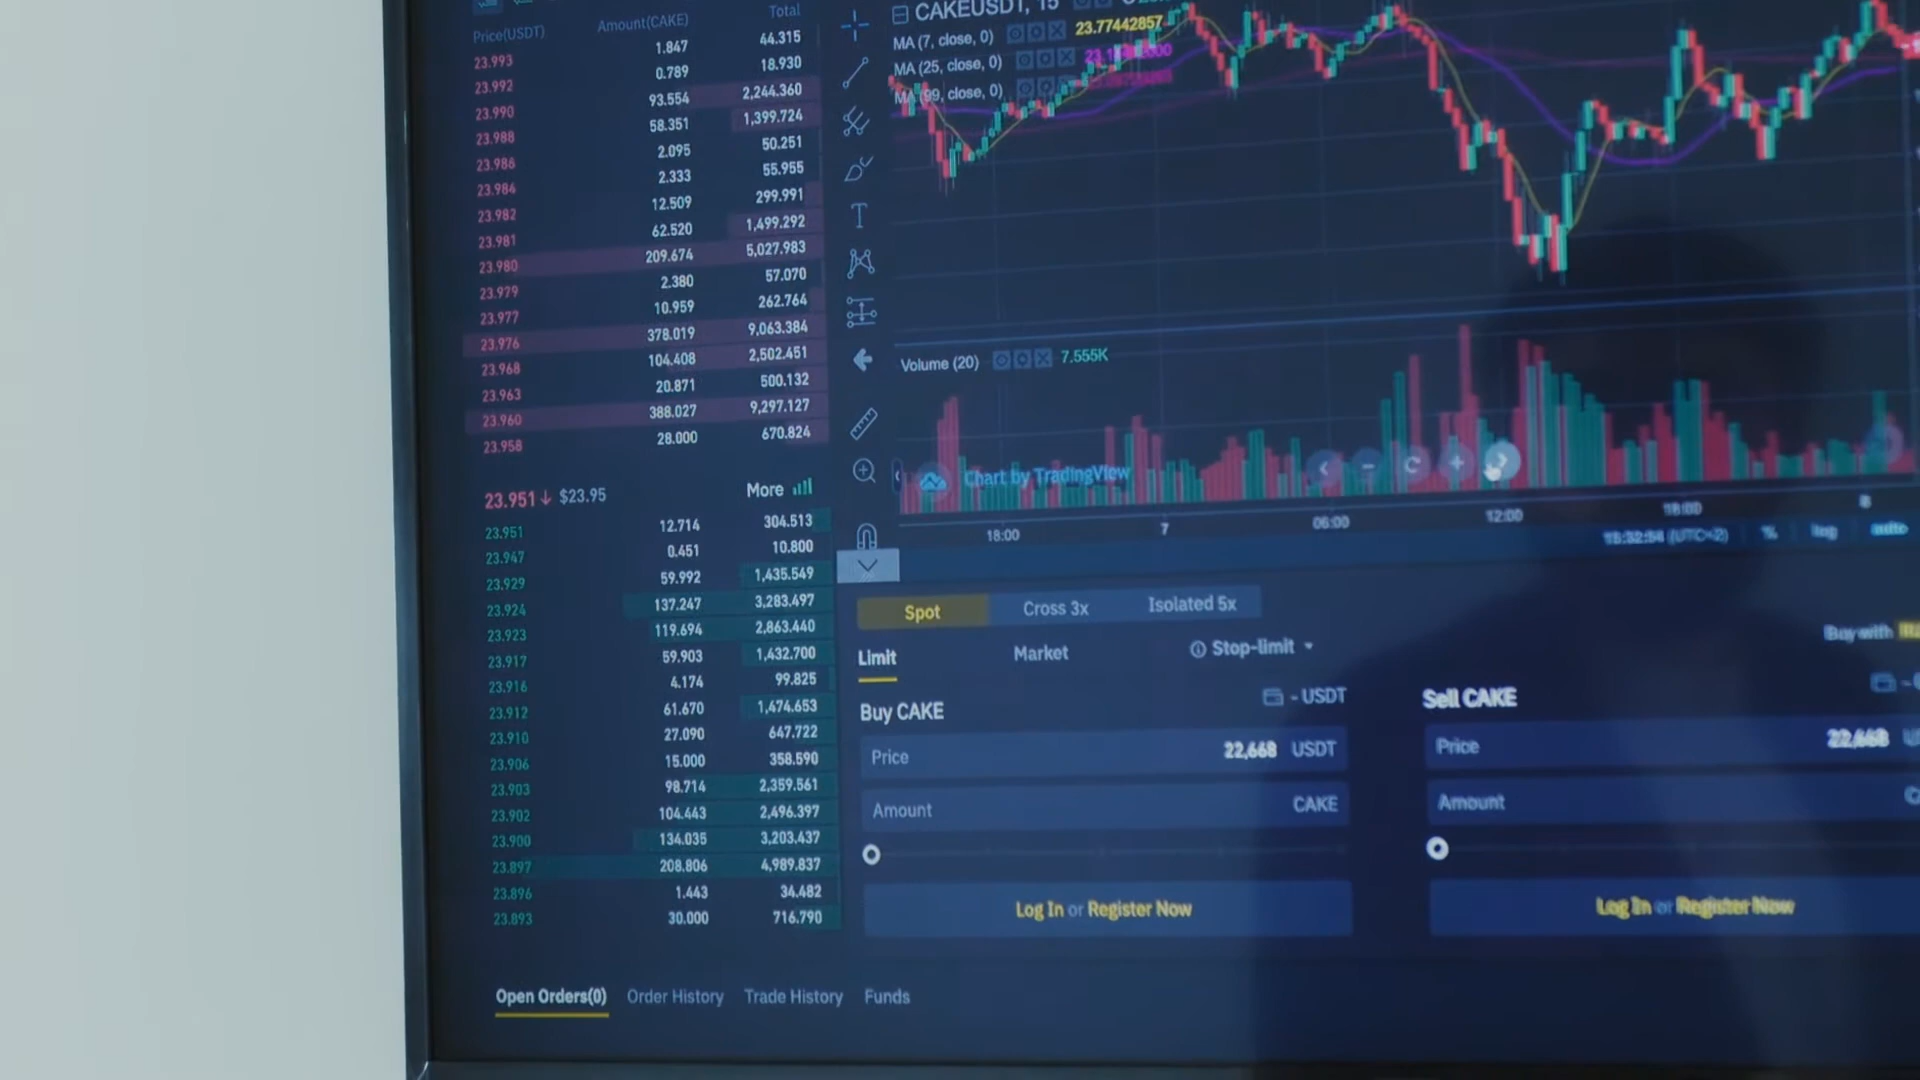 Price(USDT) Amount(CAKE) Total
23.993 1.847 44.315
23.992 0.789 18.930
23.990 93.554 2,244.360
23.988 58.351 1,399.724
23.986 2.095 50.251
23.984 2.333 55.955
23.982 12.509 299.991
23.981 62.520 1,499.292
23.980 209.674 5,027.983
23.979 2.380 57.070
23.977 10.959 262.764
23.976 378.019 9,063.384
23.968 104.408 2,502.451
23.963 20.871 500.132
23.960 388.027 9,297.127
23.958 28.000 670.824
23.951↓ $23.95 More
23.951 12.714 304.513
23.947 0.451 10.800
23.929 59.992 1,435.549
23.924 137.247 3,283.497
23.923 119.694 2,863.440
23.917 59.903 1,432.700
23.916 4.174 99.825
23.912 61.670 1,474.653
23.910 27.090 647.722
23.906 15.000 358.590
23.903 98.714 2,359.561
23.902 104.443 2,496.397
23.900 134.035 3,203.437
23.897 208.806 4,989.837
23.896 1.443 34.482
23.893 30.000 716.790
CAKEUSDT, 15
MA (7, close, 0) 23.77442857
MA (25, close, 0)
MA (99, close, 0)
Volume (20) 7.555K
Chart by TradingView
18:00 7 06:00 12:00 18:00 8
15:32:54 (UTC+2) % log auto
Spot Cross 3x Isolated 5x
Limit Market Stop-limit
Buy with
Buy CAKE - USDT
Price 22,668 USDT
Amount CAKE
Log In or Register Now
Sell CAKE
Price 22,668
Amount
Log In or Register Now
Open Orders(0) Order History Trade History Funds